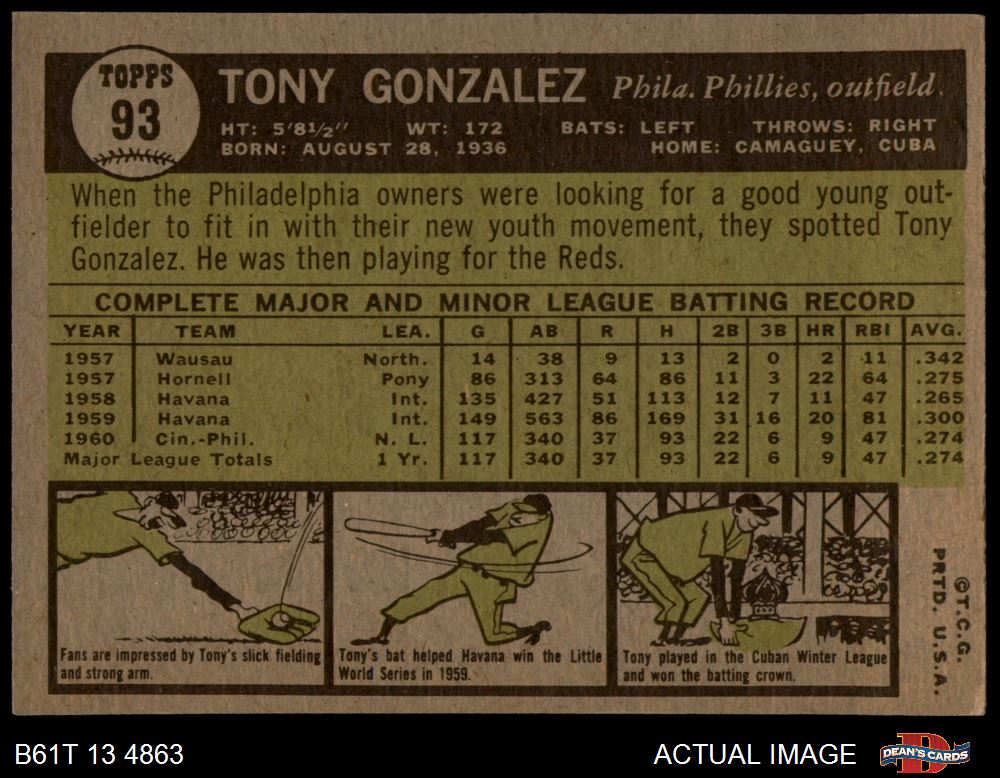 TOPPS
93
TONY GONZALEZ Phila. Phillies, outfield.
HT: 5'8½" WT: 172 BATS: LEFT THROWS: RIGHT
BORN: AUGUST 28, 1936 HOME: CAMAGUEY, CUBA
When the Philadelphia owners were looking for a good young out-
fielder to fit in with their new youth movement, they spotted Tony
Gonzalez. He was then playing for the Reds.
COMPLETE MAJOR AND MINOR LEAGUE BATTING RECORD
YEAR TEAM LEA. G AB R H 2B 3B HR RBI AVG.
1957 Wausau North. 14 38 9 13 2 0 2 11 .342
1957 Hornell Pony 86 313 64 86 11 3 22 64 .275
1958 Havana Int. 135 427 51 113 12 7 11 47 .265
1959 Havana Int. 149 563 86 169 31 16 20 81 .300
1960 Cin.-Phil. N. L. 117 340 37 93 22 6 9 47 .274
Major League Totals 1 Yr. 117 340 37 93 22 6 9 47 .274
Fans are impressed by Tony's slick fielding
and strong arm.
Tony's bat helped Havana win the Little
World Series in 1959.
Tony played in the Cuban Winter League
and won the batting crown.
©T.C.G.
PRTD. U.S.A.
B61T 13 4863 ACTUAL IMAGE
DEAN'S CARDS